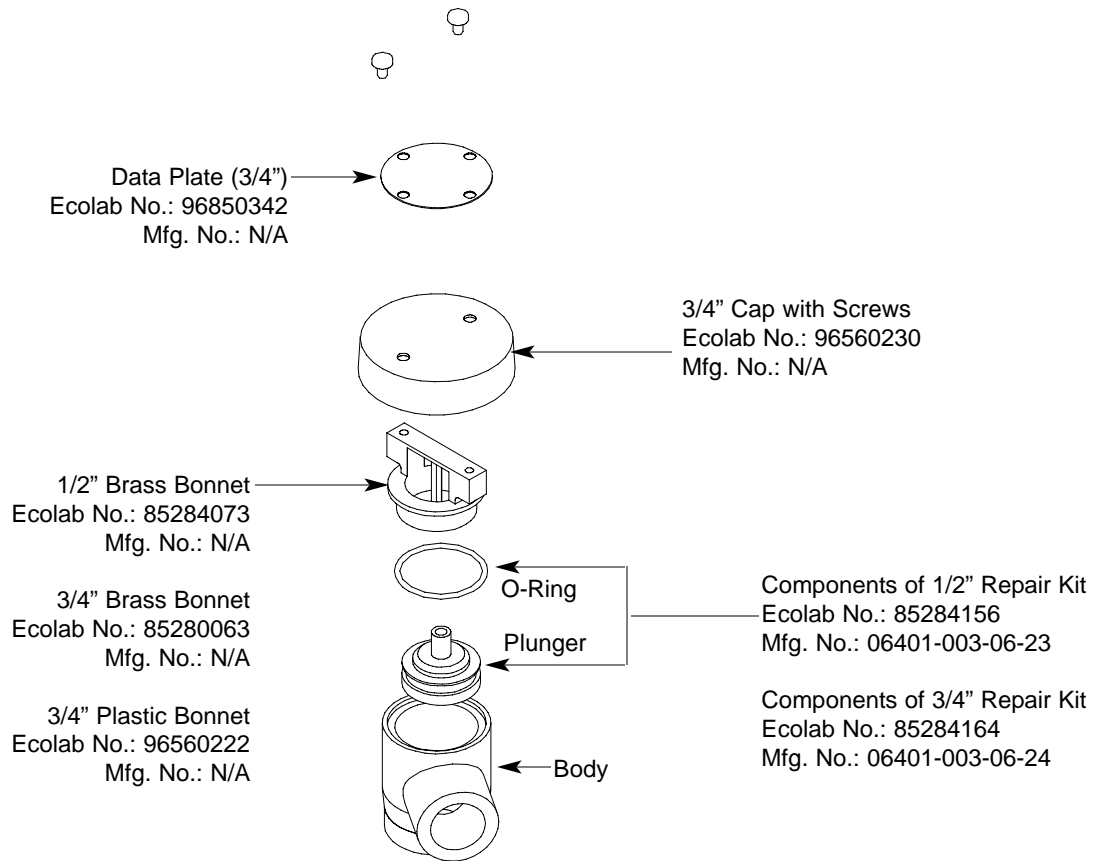 Data Plate (3/4”)
Ecolab No.: 96850342
Mfg. No.: N/A
3/4” Cap with Screws
Ecolab No.: 96560230
Mfg. No.: N/A
1/2” Brass Bonnet
Ecolab No.: 85284073
Mfg. No.: N/A
3/4” Brass Bonnet
Ecolab No.: 85280063
Mfg. No.: N/A
3/4” Plastic Bonnet
Ecolab No.: 96560222
Mfg. No.: N/A
O-Ring
Plunger
Body
Components of 1/2” Repair Kit
Ecolab No.: 85284156
Mfg. No.: 06401-003-06-23
Components of 3/4” Repair Kit
Ecolab No.: 85284164
Mfg. No.: 06401-003-06-24